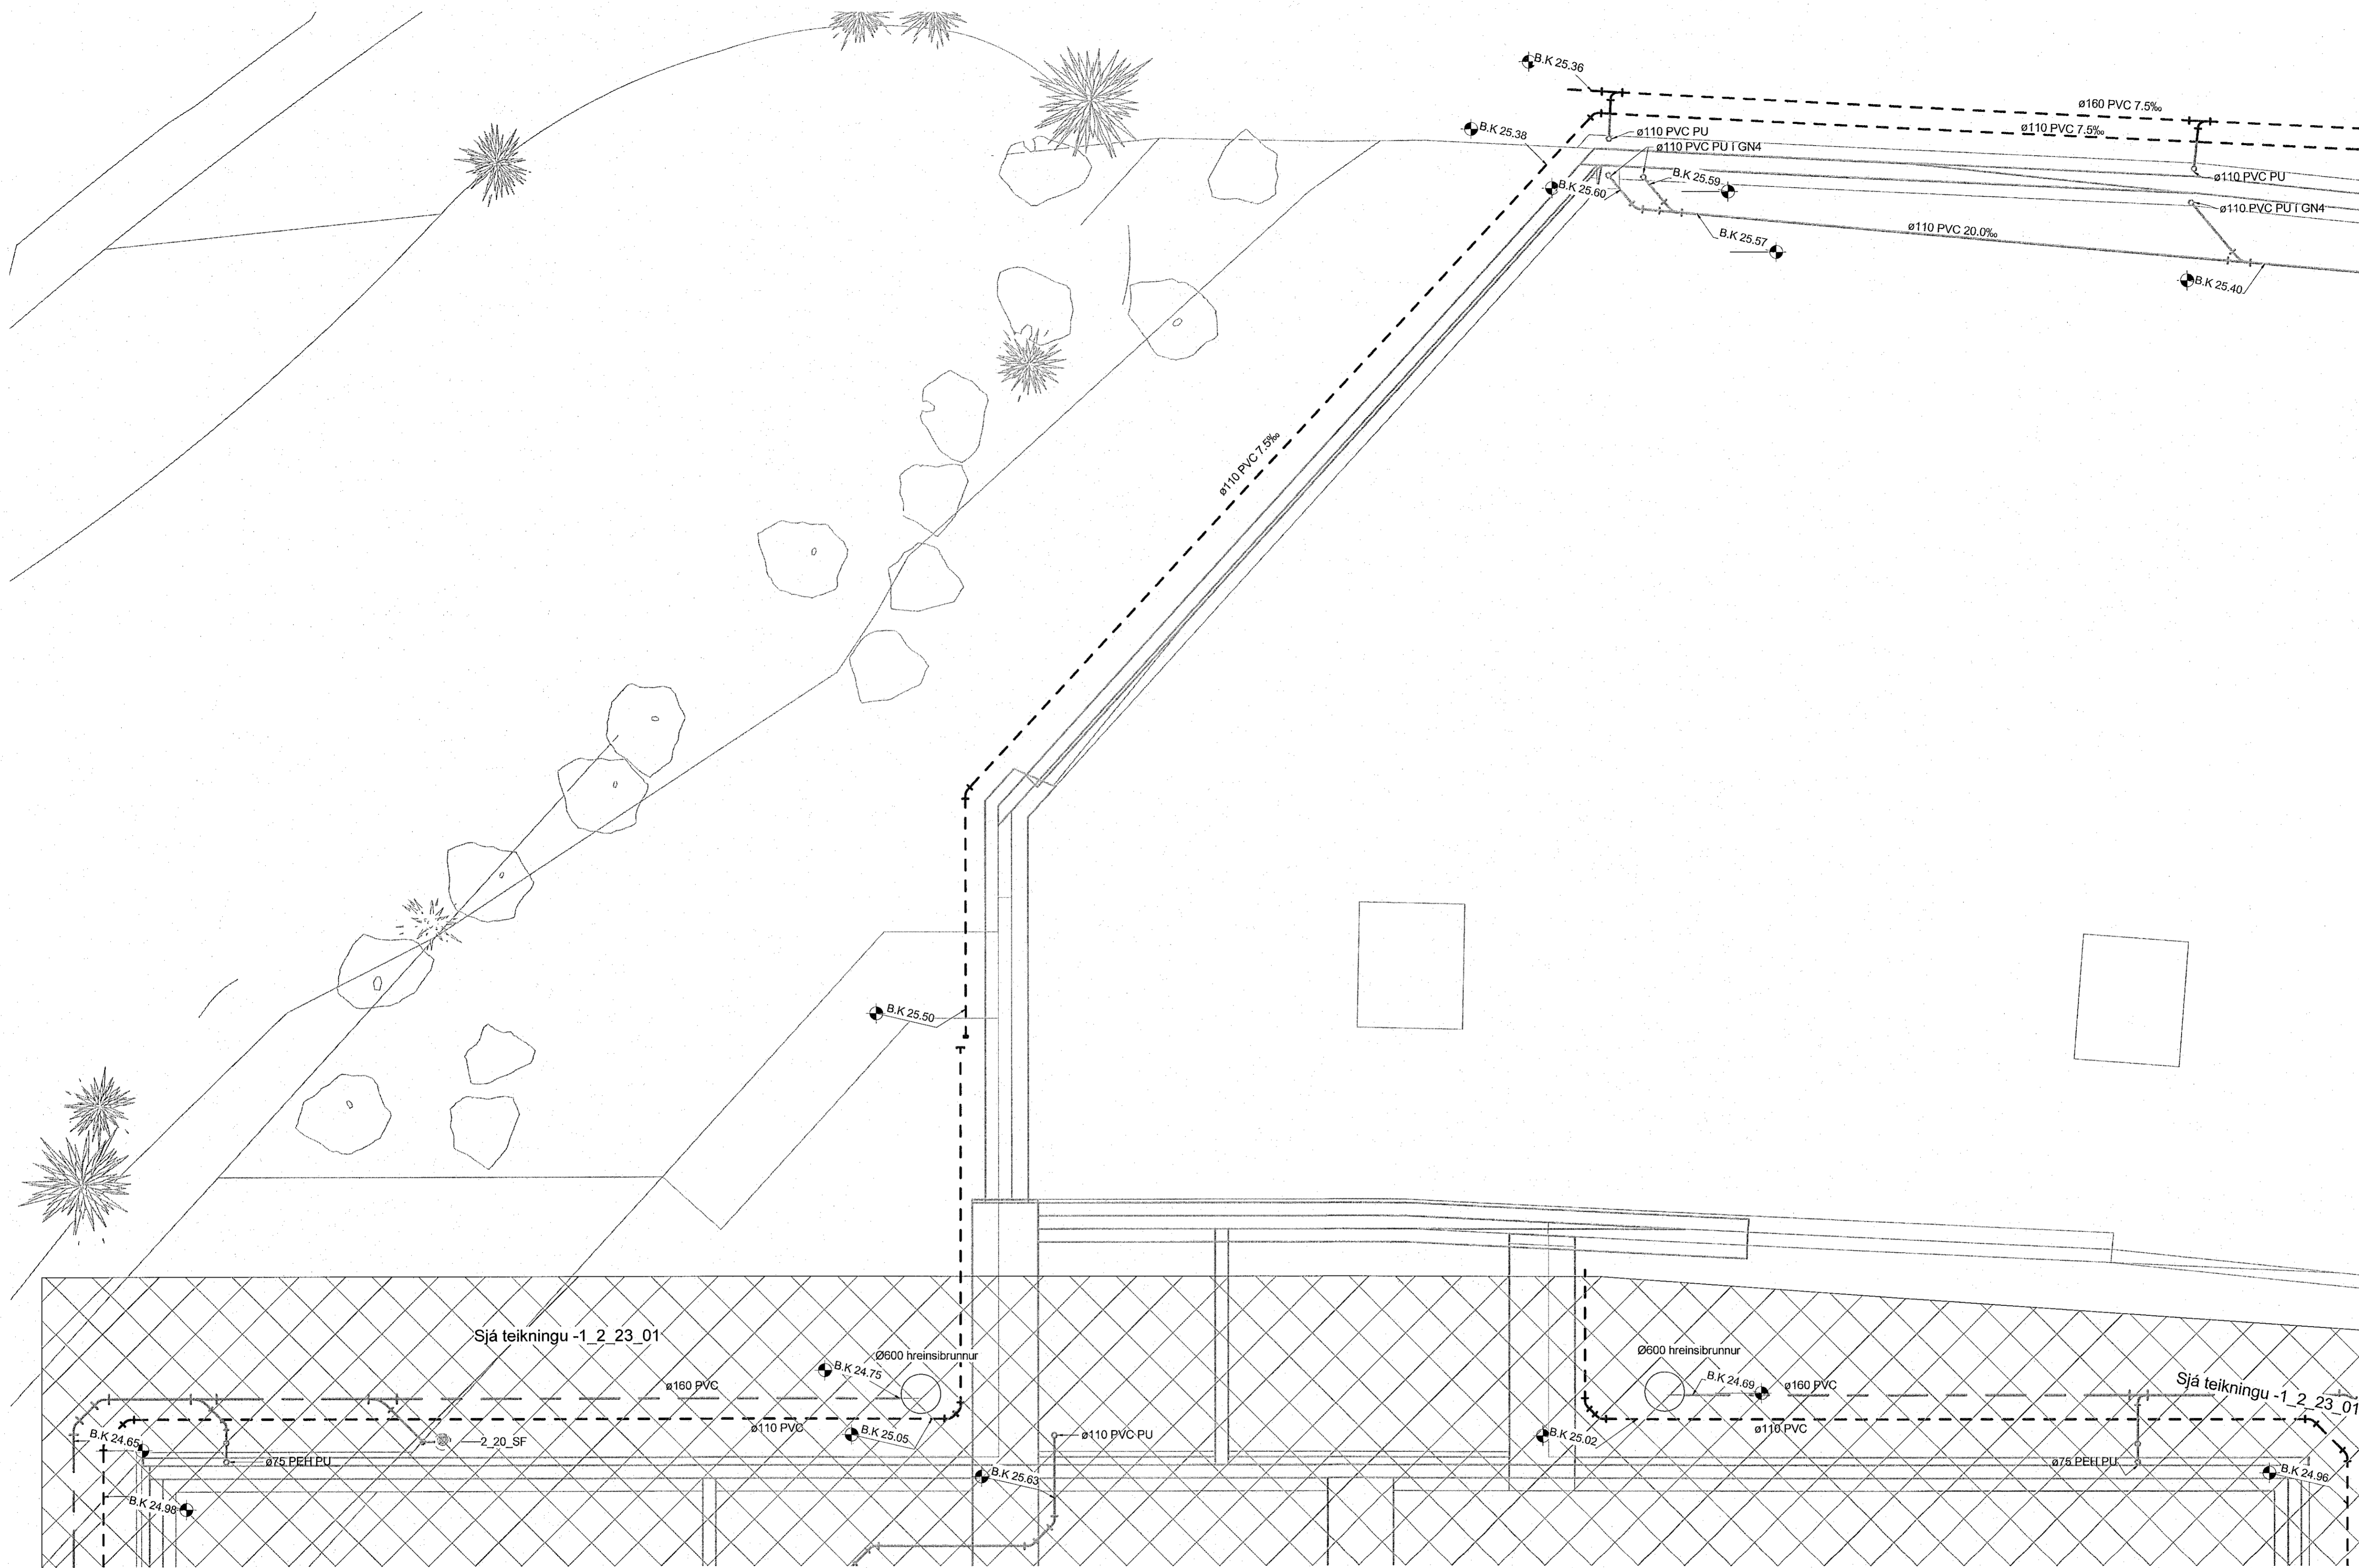 B.K 25.36
ø160 PVC 7.5‰
B.K 25.38
ø110 PVC PU
ø110 PVC 7.5‰
ø110 PVC PU Í GN4
B.K 25.59
B.K 25.60
ø110 PVC PU
ø110 PVC PU Í GN4
B.K 25.57
ø110 PVC 20.0‰
B.K 25.40
ø110 PVC 7.5‰
B.K 25.50
Sjá teikningu -1_2_23_01
Ø600 hreinsibrunnur
B.K 24.75
ø160 PVC
ø110 PVC
B.K 25.05
B.K 24.65
2_20_SF
ø75 PEH PU
B.K 24.98
ø110 PVC PU
B.K 25.63
Ø600 hreinsibrunnur
B.K 24.69
ø160 PVC
Sjá teikningu -1_2_23_01
B.K 25.02
ø110 PVC
ø75 PEH PU
B.K 24.96